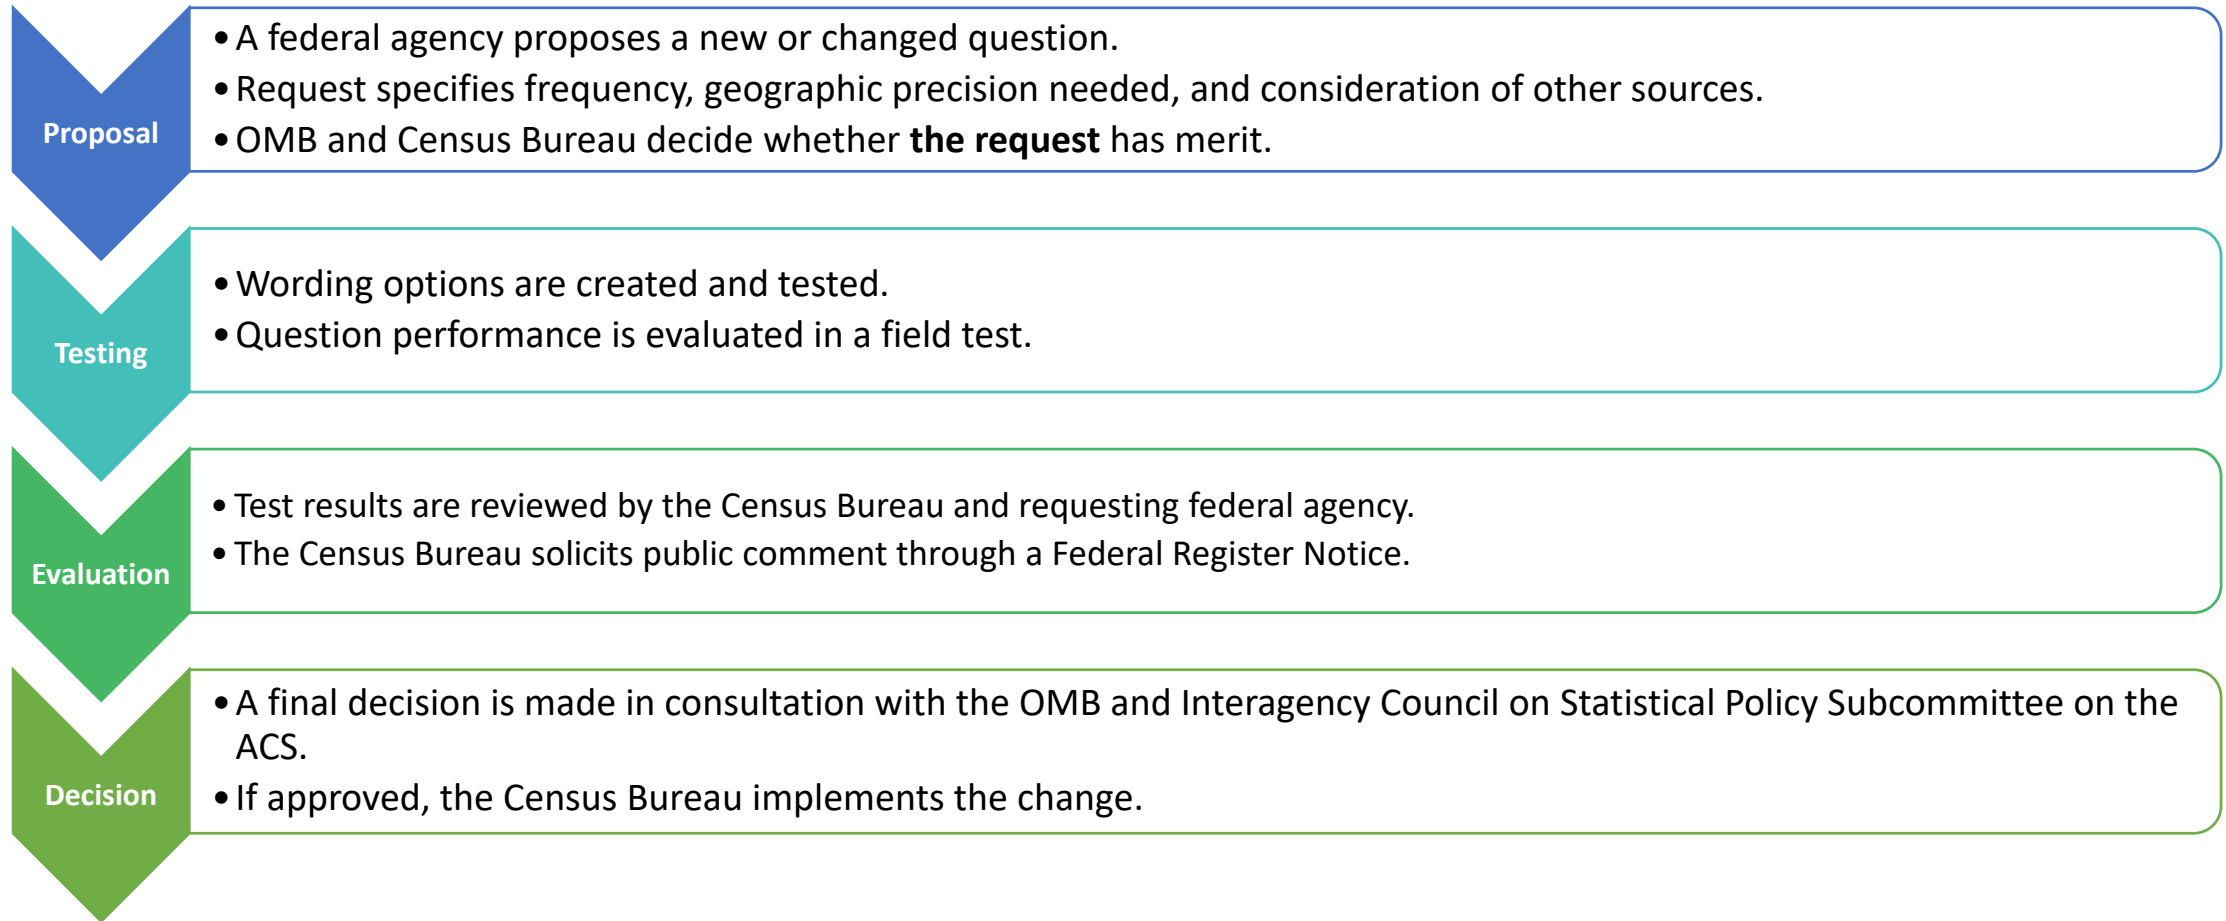 Proposal
• A federal agency proposes a new or changed question.
• Request specifies frequency, geographic precision needed, and consideration of other sources.
• OMB and Census Bureau decide whether the request has merit.
Testing
• Wording options are created and tested.
• Question performance is evaluated in a field test.
Evaluation
• Test results are reviewed by the Census Bureau and requesting federal agency.
• The Census Bureau solicits public comment through a Federal Register Notice.
Decision
• A final decision is made in consultation with the OMB and Interagency Council on Statistical Policy Subcommittee on the
ACS.
• If approved, the Census Bureau implements the change.